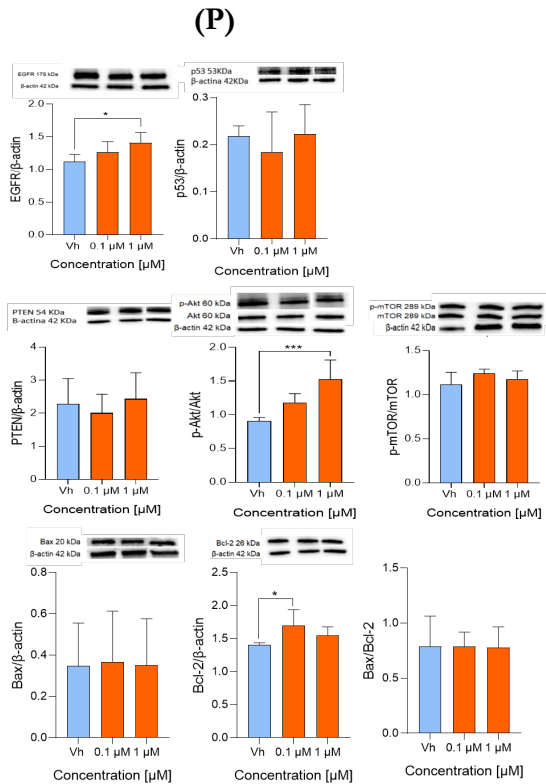 (P)
EGFR 175 kDa
β-actin 42 kDa
p53 53KDa
β-actina 42KDa
EGFR/β-actin
2.0
1.5
1.0
0.5
0.0
*
Vh 0.1 µM 1 µM
Concentration [µM]
p53/β-actin
0.3
0.2
0.1
0.0
Vh 0.1 µM 1 µM
Concentration [µM]
PTEN 54 KDa
B-actina 42 KDa
p-Akt 60 kDa
Akt 60 kDa
β-actin 42 kDa
p-mTOR 289 kDa
mTOR 289 kDa
β-actin 42 kDa
PTEN/β-actin
4
3
2
1
0
Vh 0.1 µM 1 µM
Concentration [µM]
p-Akt/Akt
2.0
1.5
1.0
0.5
0.0
***
Vh 0.1 µM 1 µM
Concentration [µM]
p-mTOR/mTOR
1.5
1.0
0.5
0.0
Vh 0.1 µM 1 µM
Concentration [µM]
Bax 20 kDa
β-actin 42 kDa
Bcl-2 26 kDa
β-actin 42 kDa
Bax/β-actin
0.8
0.6
0.4
0.2
0.0
Vh 0.1 µM 1 µM
Concentration [µM]
Bcl-2/β-actin
2.5
2.0
1.5
1.0
0.5
0.0
*
Vh 0.1 µM 1 µM
Concentration [µM]
Bax/Bcl-2
1.5
1.0
0.5
0.0
Vh 0.1 µM 1 µM
Concentration [µM]